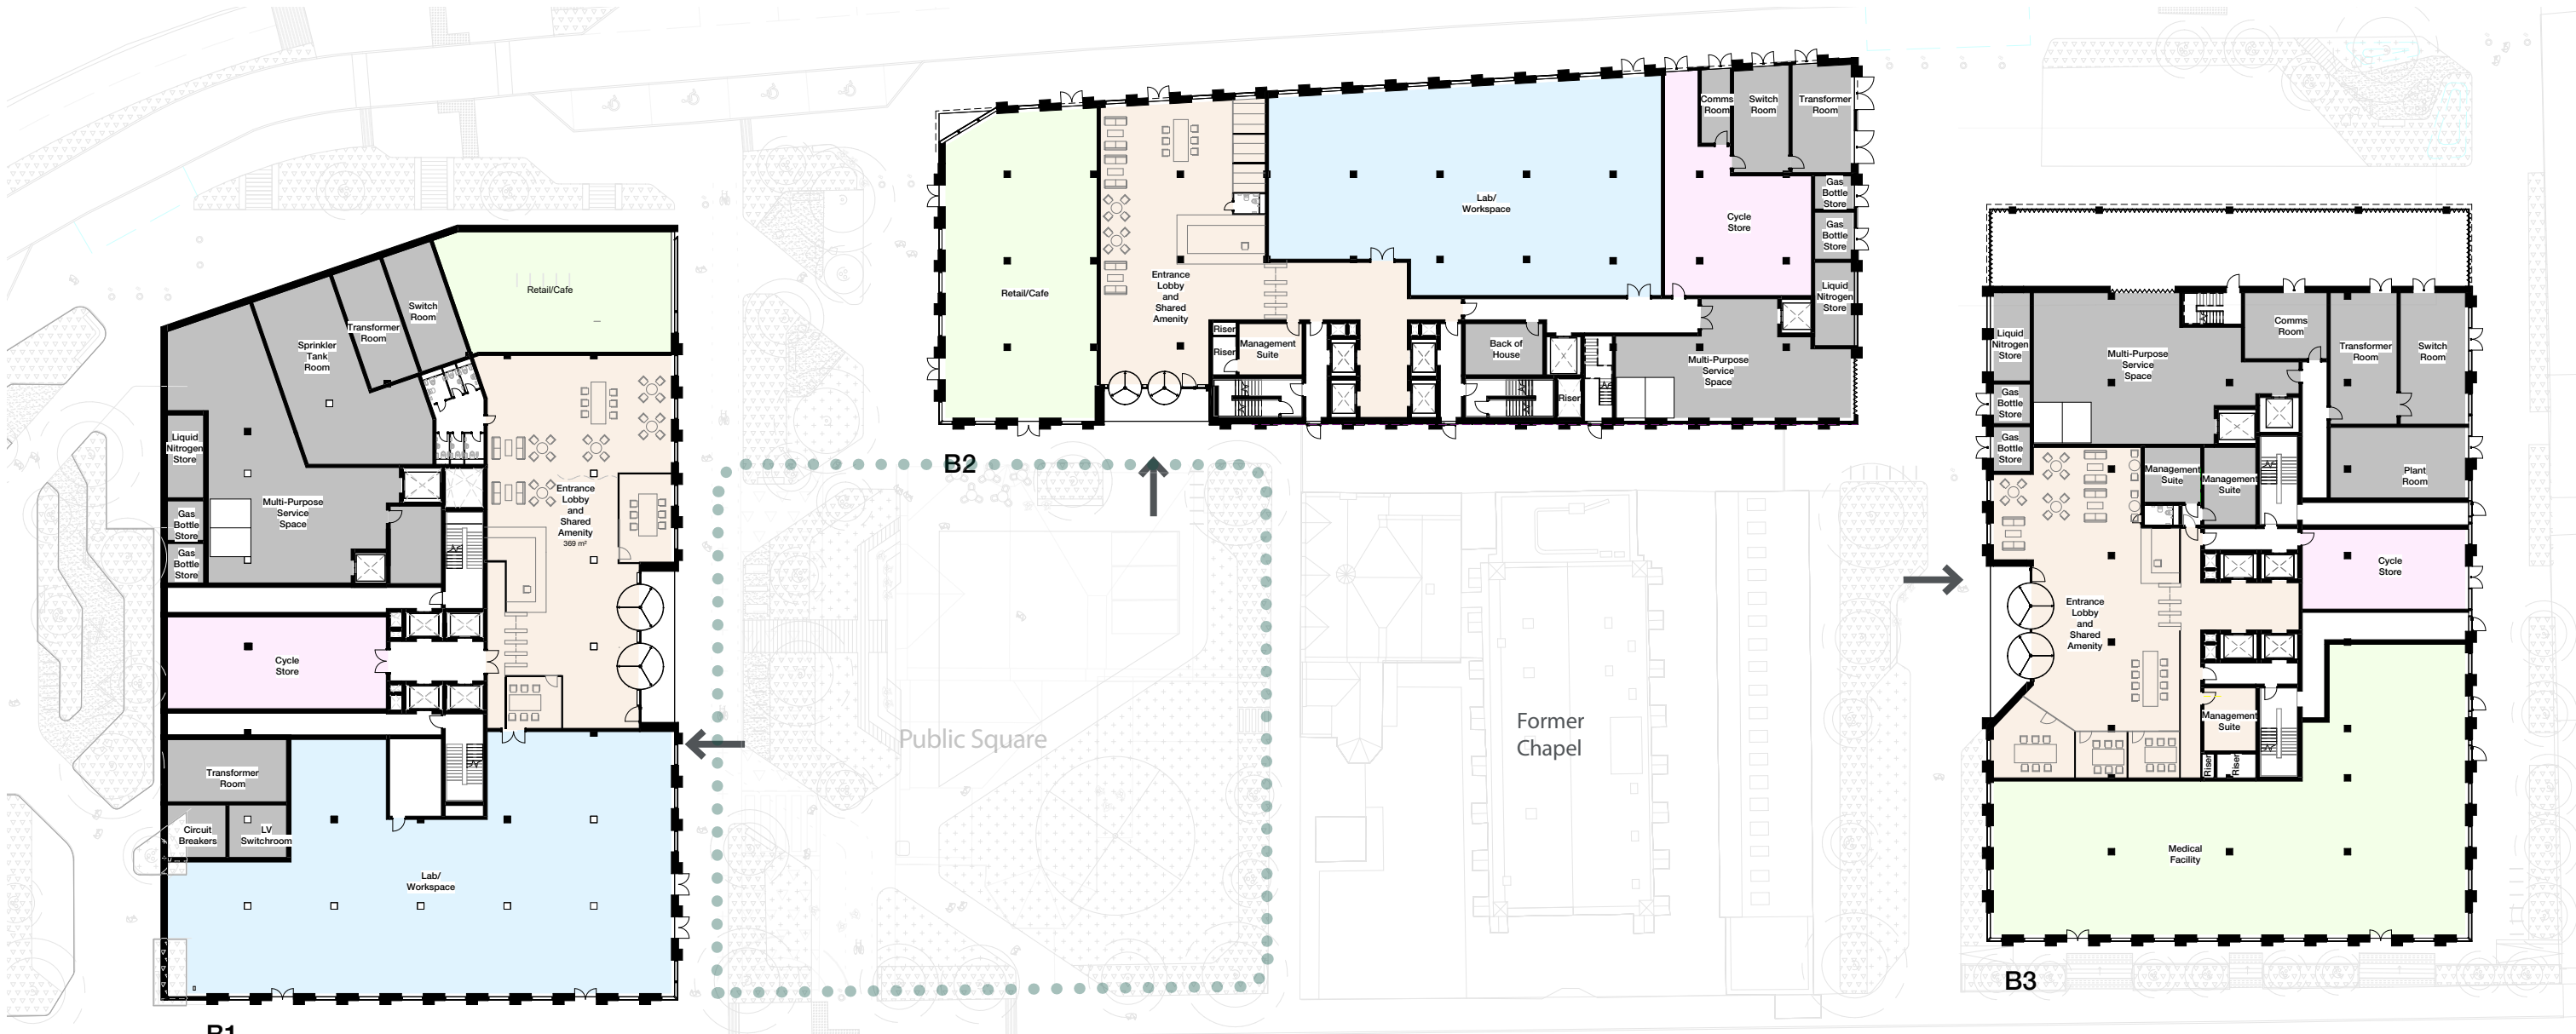 Retail/Cafe
Switch
Room
Transformer
Room
Sprinkler
Tank
Room
Liquid
Nitrogen
Store
Multi-Purpose
Service
Space
Gas
Bottle
Store
Gas
Bottle
Store
Entrance
Lobby
and
Shared
Amenity
369 m²
Cycle
Store
Transformer
Room
Circuit
Breakers
LV
Switchroom
Lab/
Workspace
B1
Retail/Cafe
Entrance
Lobby
and
Shared
Amenity
Lab/
Workspace
Comms
Room
Switch
Room
Transformer
Room
Cycle
Store
Gas
Bottle
Store
Gas
Bottle
Store
Liquid
Nitrogen
Store
Riser
Riser
Management
Suite
Back of
House
Riser
Multi-Purpose
Service
Space
B2
Public Square
Former
Chapel
Liquid
Nitrogen
Store
Gas
Bottle
Store
Gas
Bottle
Store
Multi-Purpose
Service
Space
Comms
Room
Transformer
Room
Switch
Room
Management
Suite
Management
Suite
Plant
Room
Cycle
Store
Entrance
Lobby
and
Shared
Amenity
Management
Suite
Riser
Riser
Medical
Facility
B3